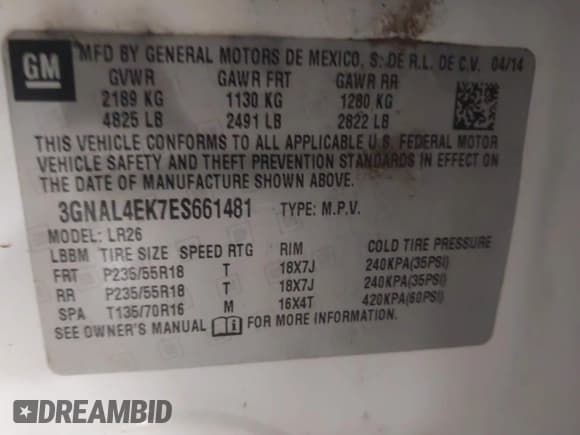 GM
MFD BY GENERAL MOTORS DE MEXICO, S. DE R.L. DE C.V. 04/14
GVWR GAWR FRT GAWR RR
2189 KG 1130 KG 1280 KG
4825 LB 2491 LB 2822 LB
THIS VEHICLE CONFORMS TO ALL APPLICABLE U.S. FEDERAL MOTOR
VEHICLE SAFETY AND THEFT PREVENTION STANDARDS IN EFFECT ON
THE DATE OF MANUFACTURE SHOWN ABOVE.
3GNAL4EK7ES661481 TYPE: M.P.V.
MODEL: LR26
LBBM TIRE SIZE SPEED RTG RIM COLD TIRE PRESSURE
FRT P235/55R18 T 18X7J 240KPA(35PSI)
RR P235/55R18 T 18X7J 240KPA(35PSI)
SPA T135/70R16 M 16X4T 420KPA(60PSI)
SEE OWNER'S MANUAL i FOR MORE INFORMATION.
DREAMBID